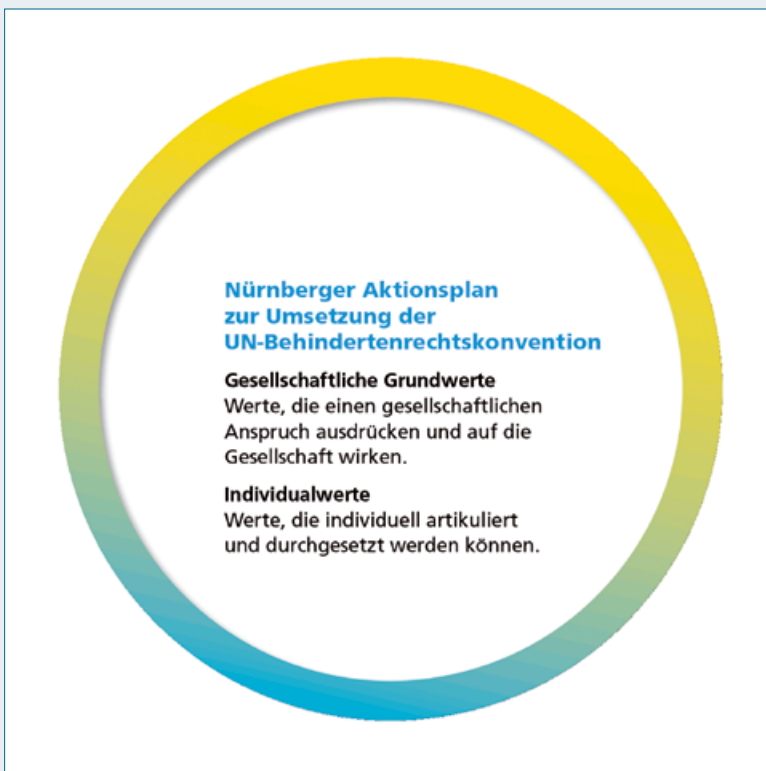 Nürnberger Aktionsplan
zur Umsetzung der
UN-Behindertenrechtskonvention
Gesellschaftliche Grundwerte
Werte, die einen gesellschaftlichen
Anspruch ausdrücken und auf die
Gesellschaft wirken.
Individualwerte
Werte, die individuell artikuliert
und durchgesetzt werden können.